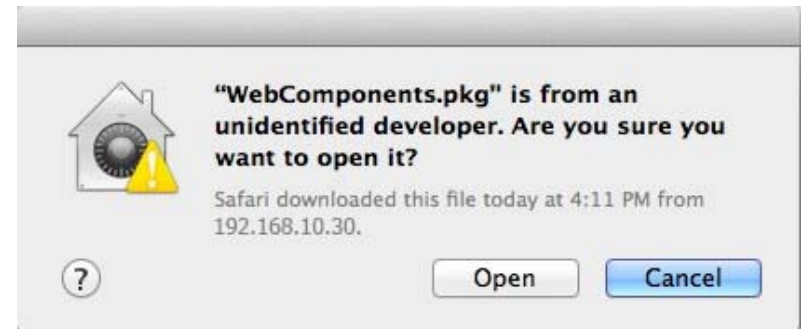 “WebComponents.pkg" is from an
unidentified developer. Are you sure you
want to open it?
Safari downloaded this file today at 4:11 PM from
192.168.10.30.
?
Open
Cancel